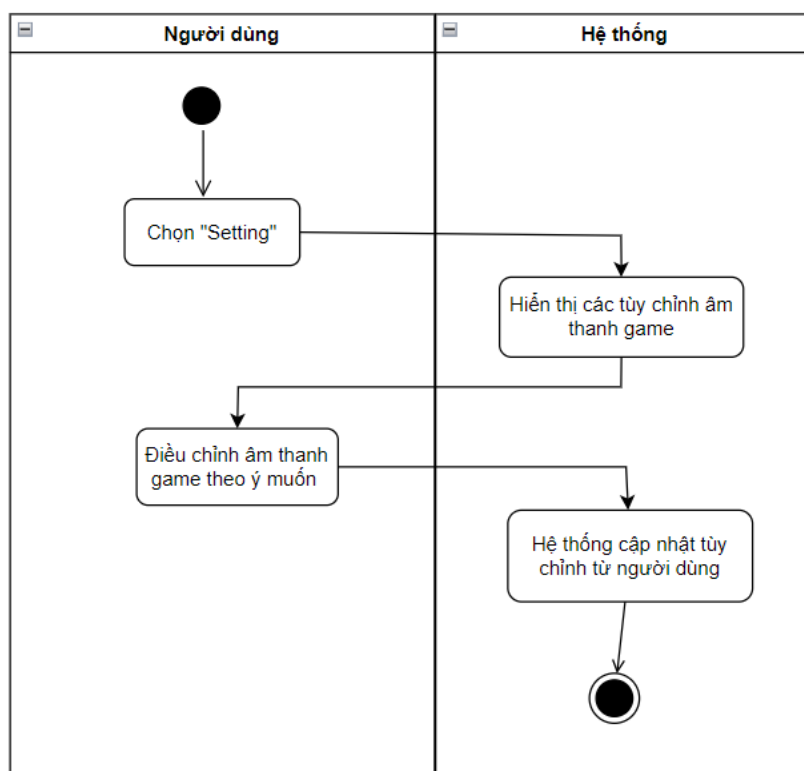 Người dùng
Hệ thống
Chọn "Setting"
Hiển thị các tùy chỉnh âm
thanh game
Điều chỉnh âm thanh
game theo ý muốn
Hệ thống cập nhật tùy
chỉnh từ người dùng